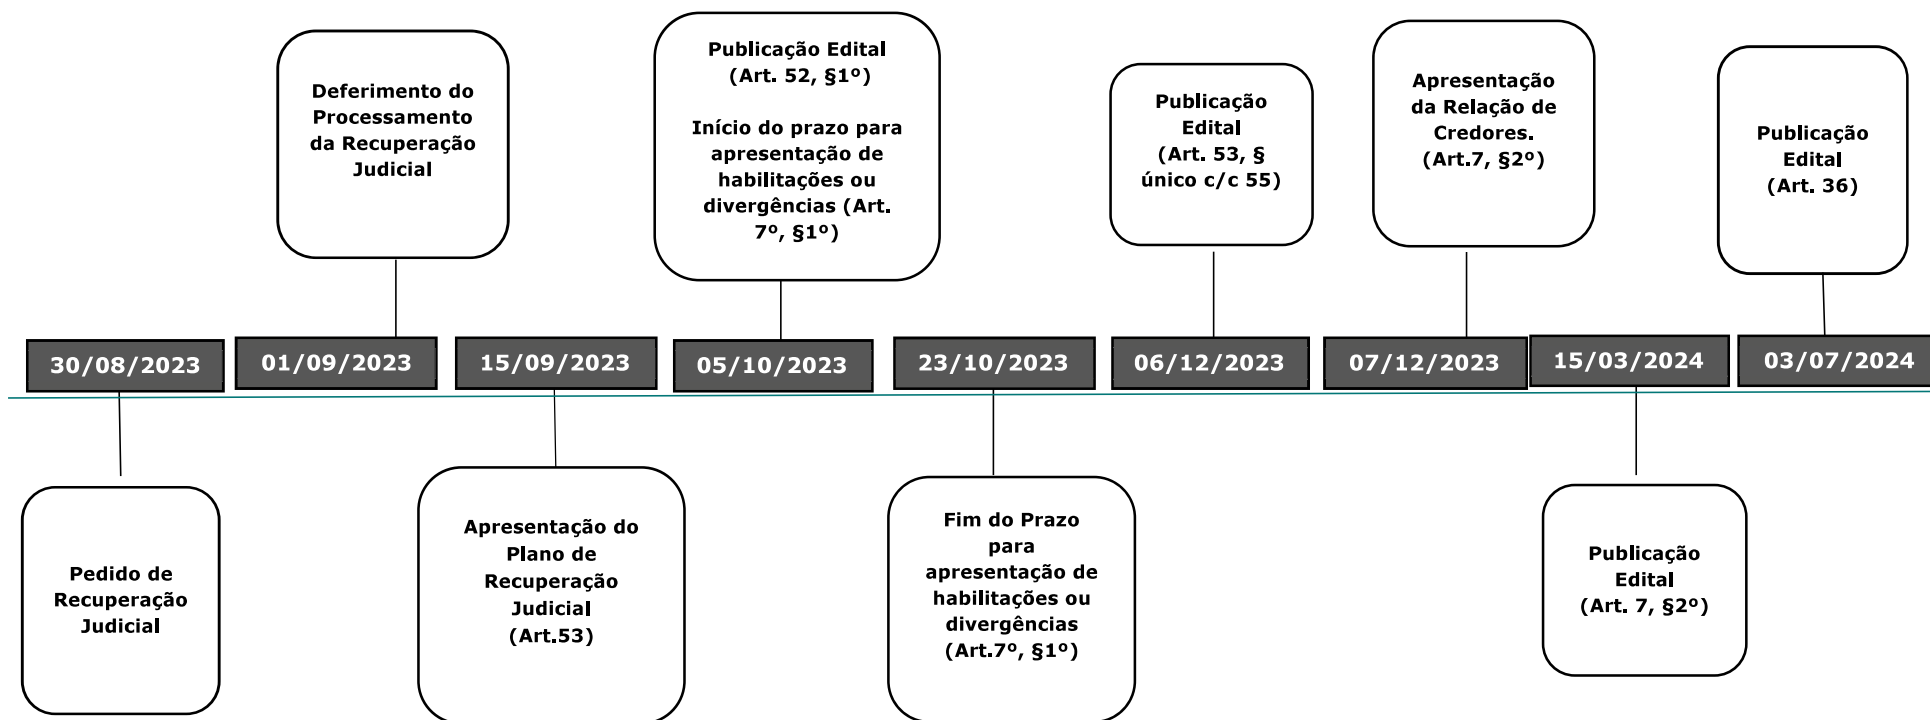 Deferimento do
Processamento
da Recuperação
Judicial
Publicação Edital
(Art. 52, §1º)
Início do prazo para
apresentação de
habilitações ou
divergências (Art.
7º, §1º)
Publicação
Edital
(Art. 53, §
único c/c 55)
Apresentação
da Relação de
Credores.
(Art.7, §2º)
Publicação
Edital
(Art. 36)
30/08/2023
01/09/2023
15/09/2023
05/10/2023
23/10/2023
06/12/2023
07/12/2023
15/03/2024
03/07/2024
Pedido de
Recuperação
Judicial
Apresentação do
Plano de
Recuperação
Judicial
(Art.53)
Fim do Prazo
para
apresentação de
habilitações ou
divergências
(Art.7º, §1º)
Publicação
Edital
(Art. 7, §2º)